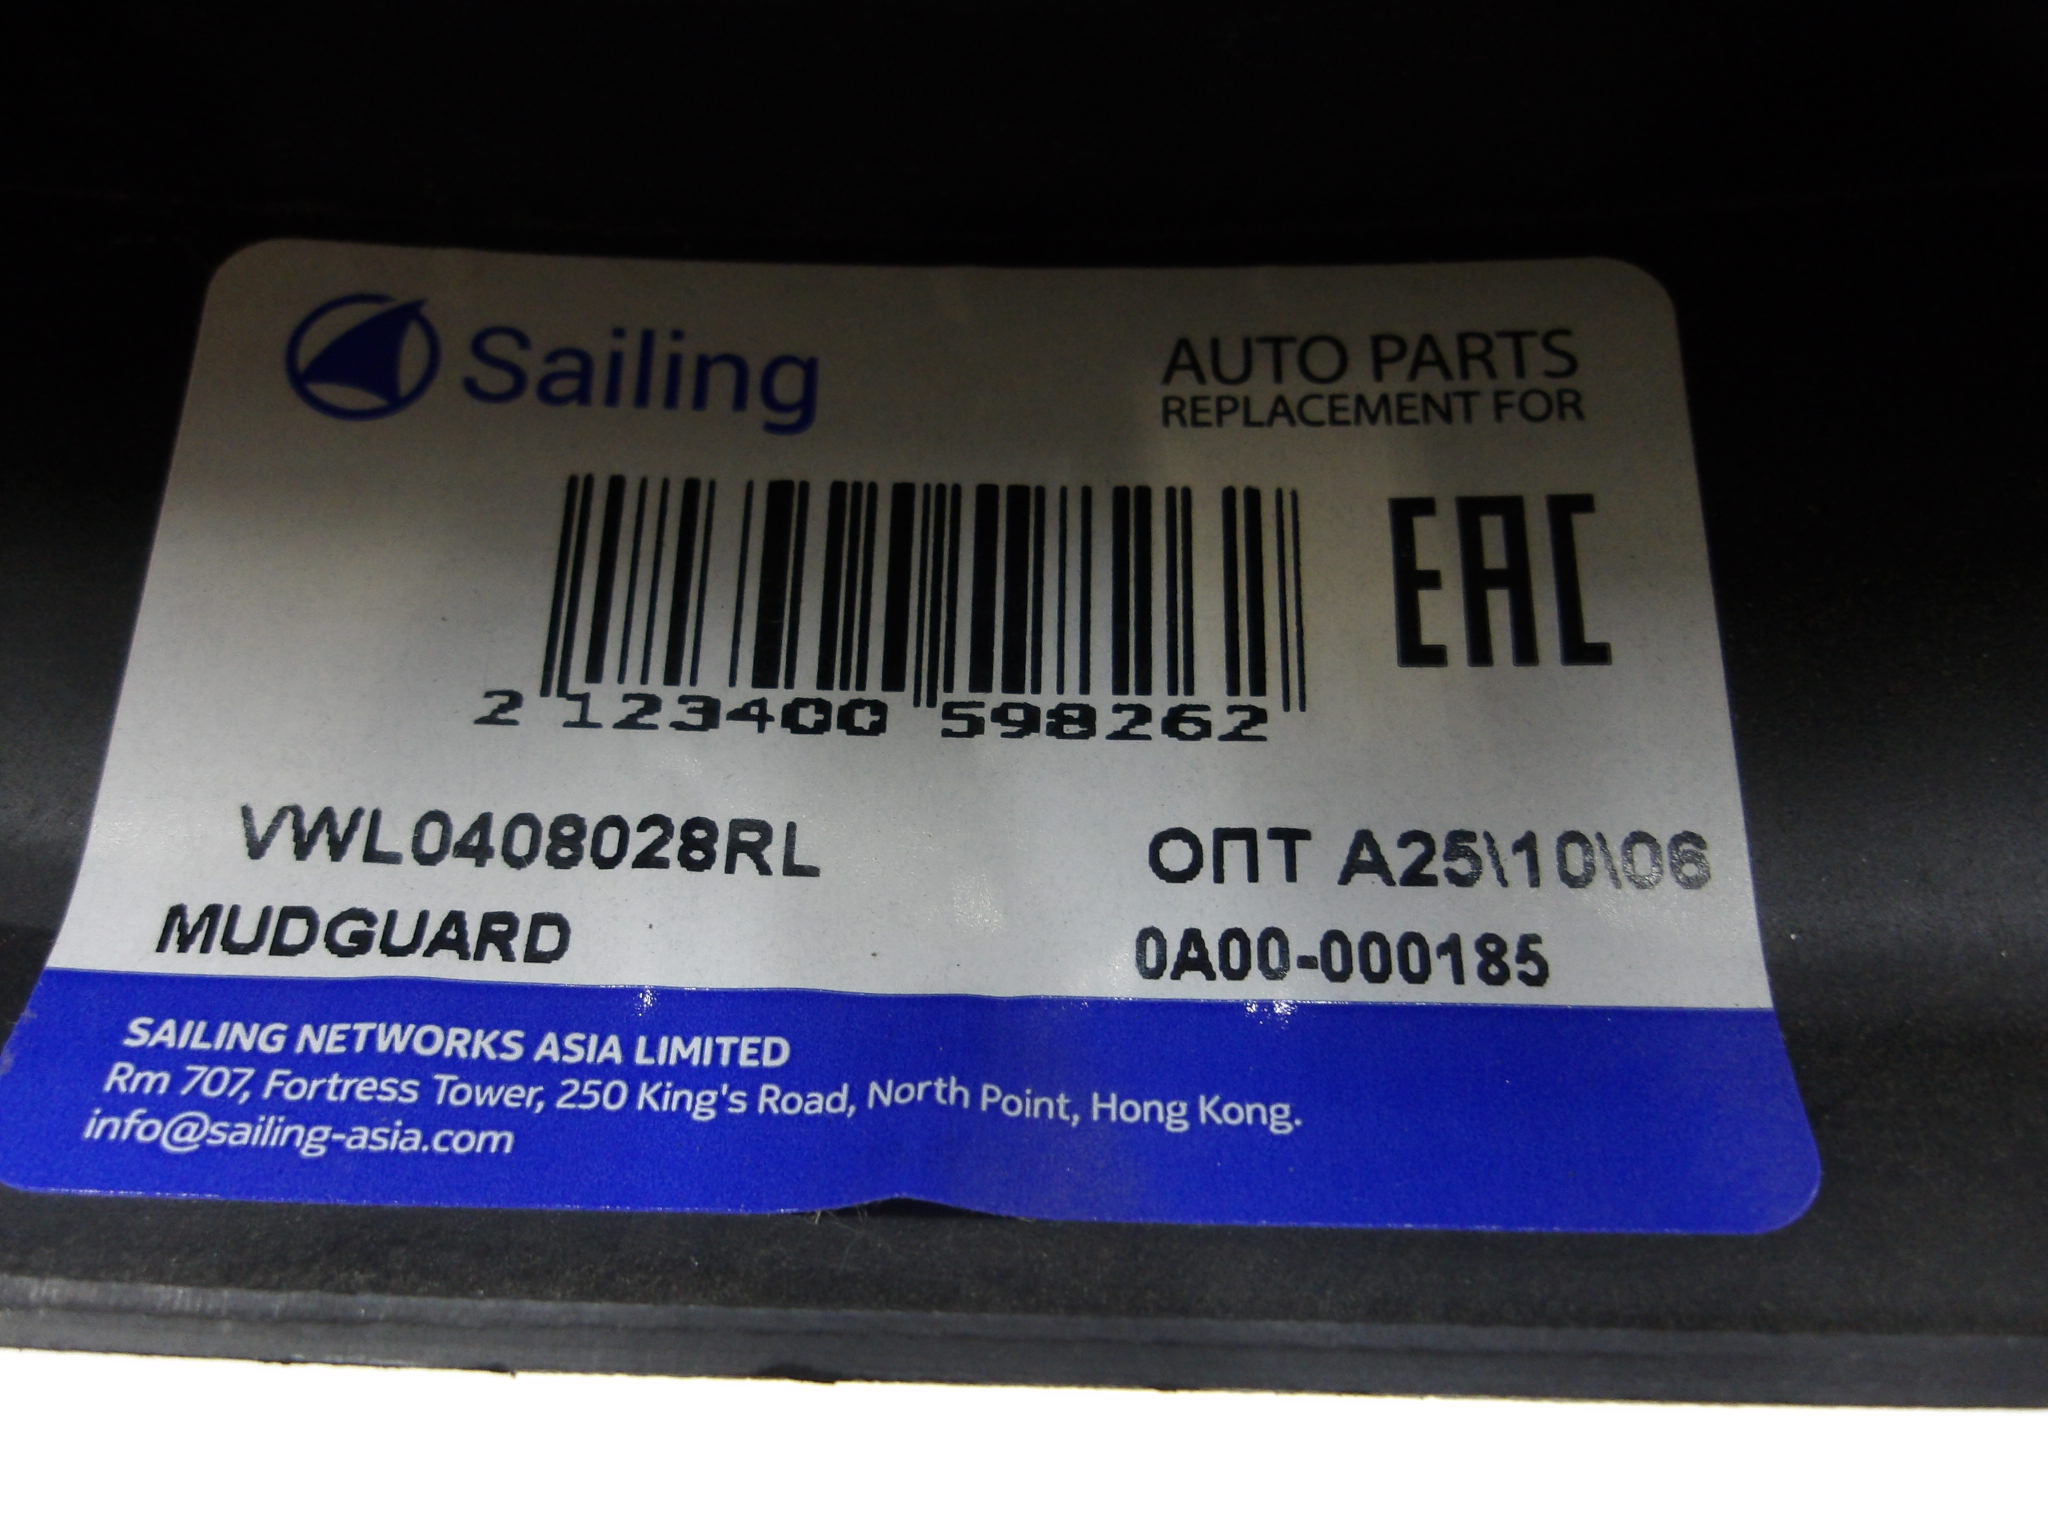 Sailing
AUTO PARTS
REPLACEMENT FOR
EAC
2 123400 598262
VWL0408028RL
ОПТ А25\10\06
MUDGUARD
0A00-000185
SAILING NETWORKS ASIA LIMITED
Rm 707, Fortress Tower, 250 King's Road, North Point, Hong Kong.
info@sailing-asia.com